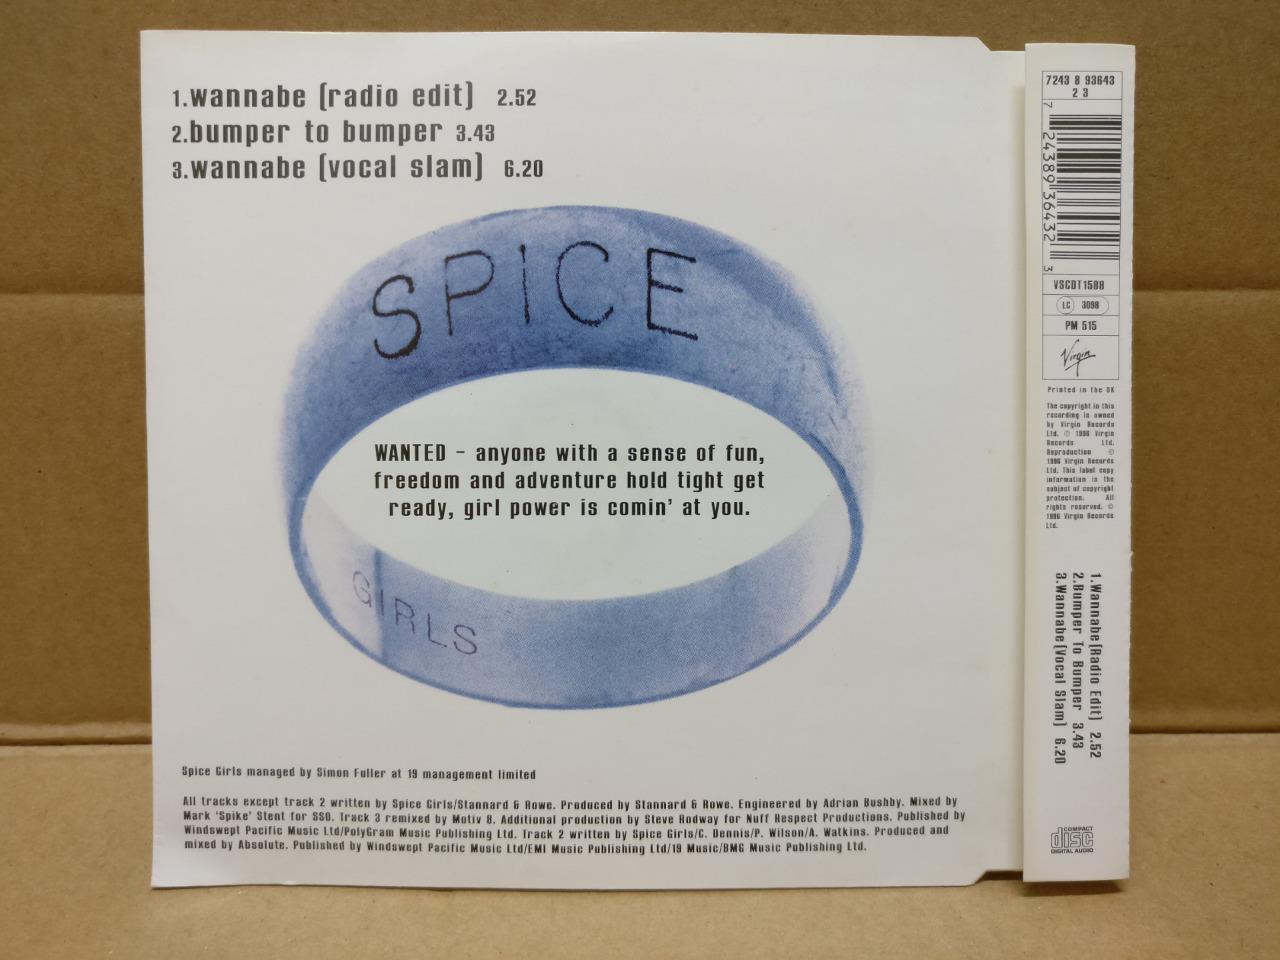 1.wannabe (radio edit) 2.52
2.bumper to bumper 3.43
3.wannabe (vocal slam) 6.20
SPICE
WANTED - anyone with a sense of fun,
freedom and adventure hold tight get
ready, girl power is comin' at you.
GIRLS
Spice Girls managed by Simon Fuller at 19 management limited
All tracks except track 2 written by Spice Girls/Stannard & Rowe. Produced by Stannard & Rowe. Engineered by Adrian Bushby. Mixed by
Mark 'Spike' Stent for SSO. Track 3 remixed by Motiv 8. Additional production by Steve Rodway for Nuff Respect Productions. Published by
Windswept Pacific Music Ltd/PolyGram Music Publishing Ltd. Track 2 written by Spice Girls/C. Dennis/P. Wilson/A. Watkins. Produced and
mixed by Absolute. Published by Windswept Pacific Music Ltd/EMI Music Publishing Ltd/19 Music/BMG Music Publishing Ltd.
7243 8 93643
2 3
7 24389 36432 3
VSCDT1588
LC 3098
PM 515
Virgin
Printed in the UK
The copyright in this
recording is owned
by Virgin Records
Ltd. ℗ 1996 Virgin
Records Ltd.
Reproduction ©
1996 Virgin Records
Ltd. This label copy
information is the
subject of copyright
protection. All
rights reserved. ©
1996 Virgin Records
Ltd.
1.Wannabe(Radio Edit) 2.52
2.Bumper To Bumper 3.43
3.Wannabe(Vocal Slam) 6.20
COMPACT
disc
DIGITAL AUDIO